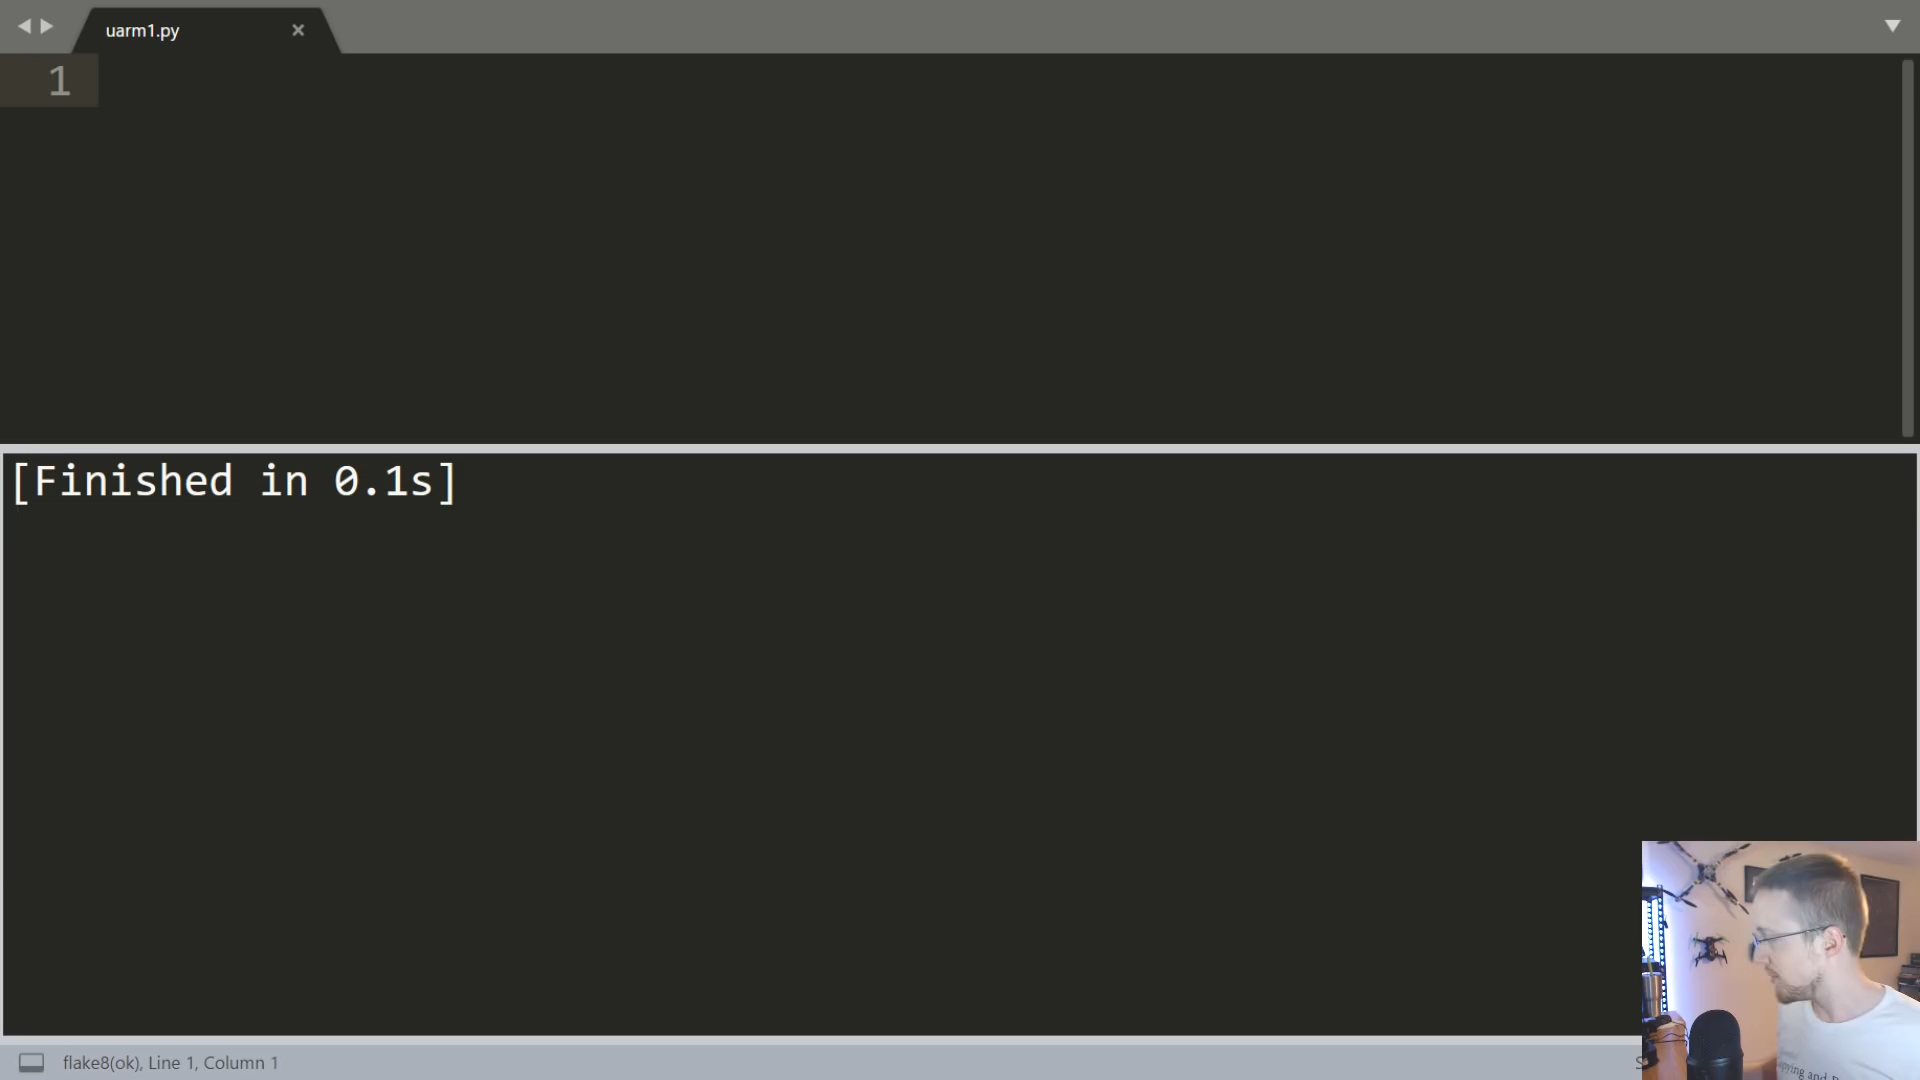 uarm1.py
1
[Finished in 0.1s]
flake8(ok), Line 1, Column 1
S